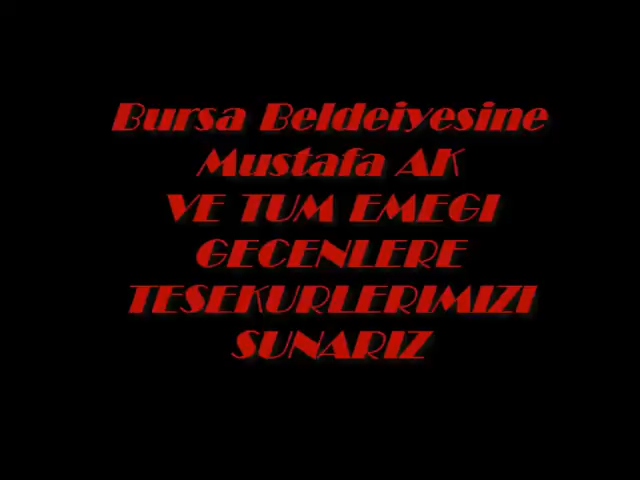 Bursa Beldeiyesine
Mustafa AK
VE TUM EMEGI
GECENLERE
TESEKURLERIMIZI
SUNARIZ